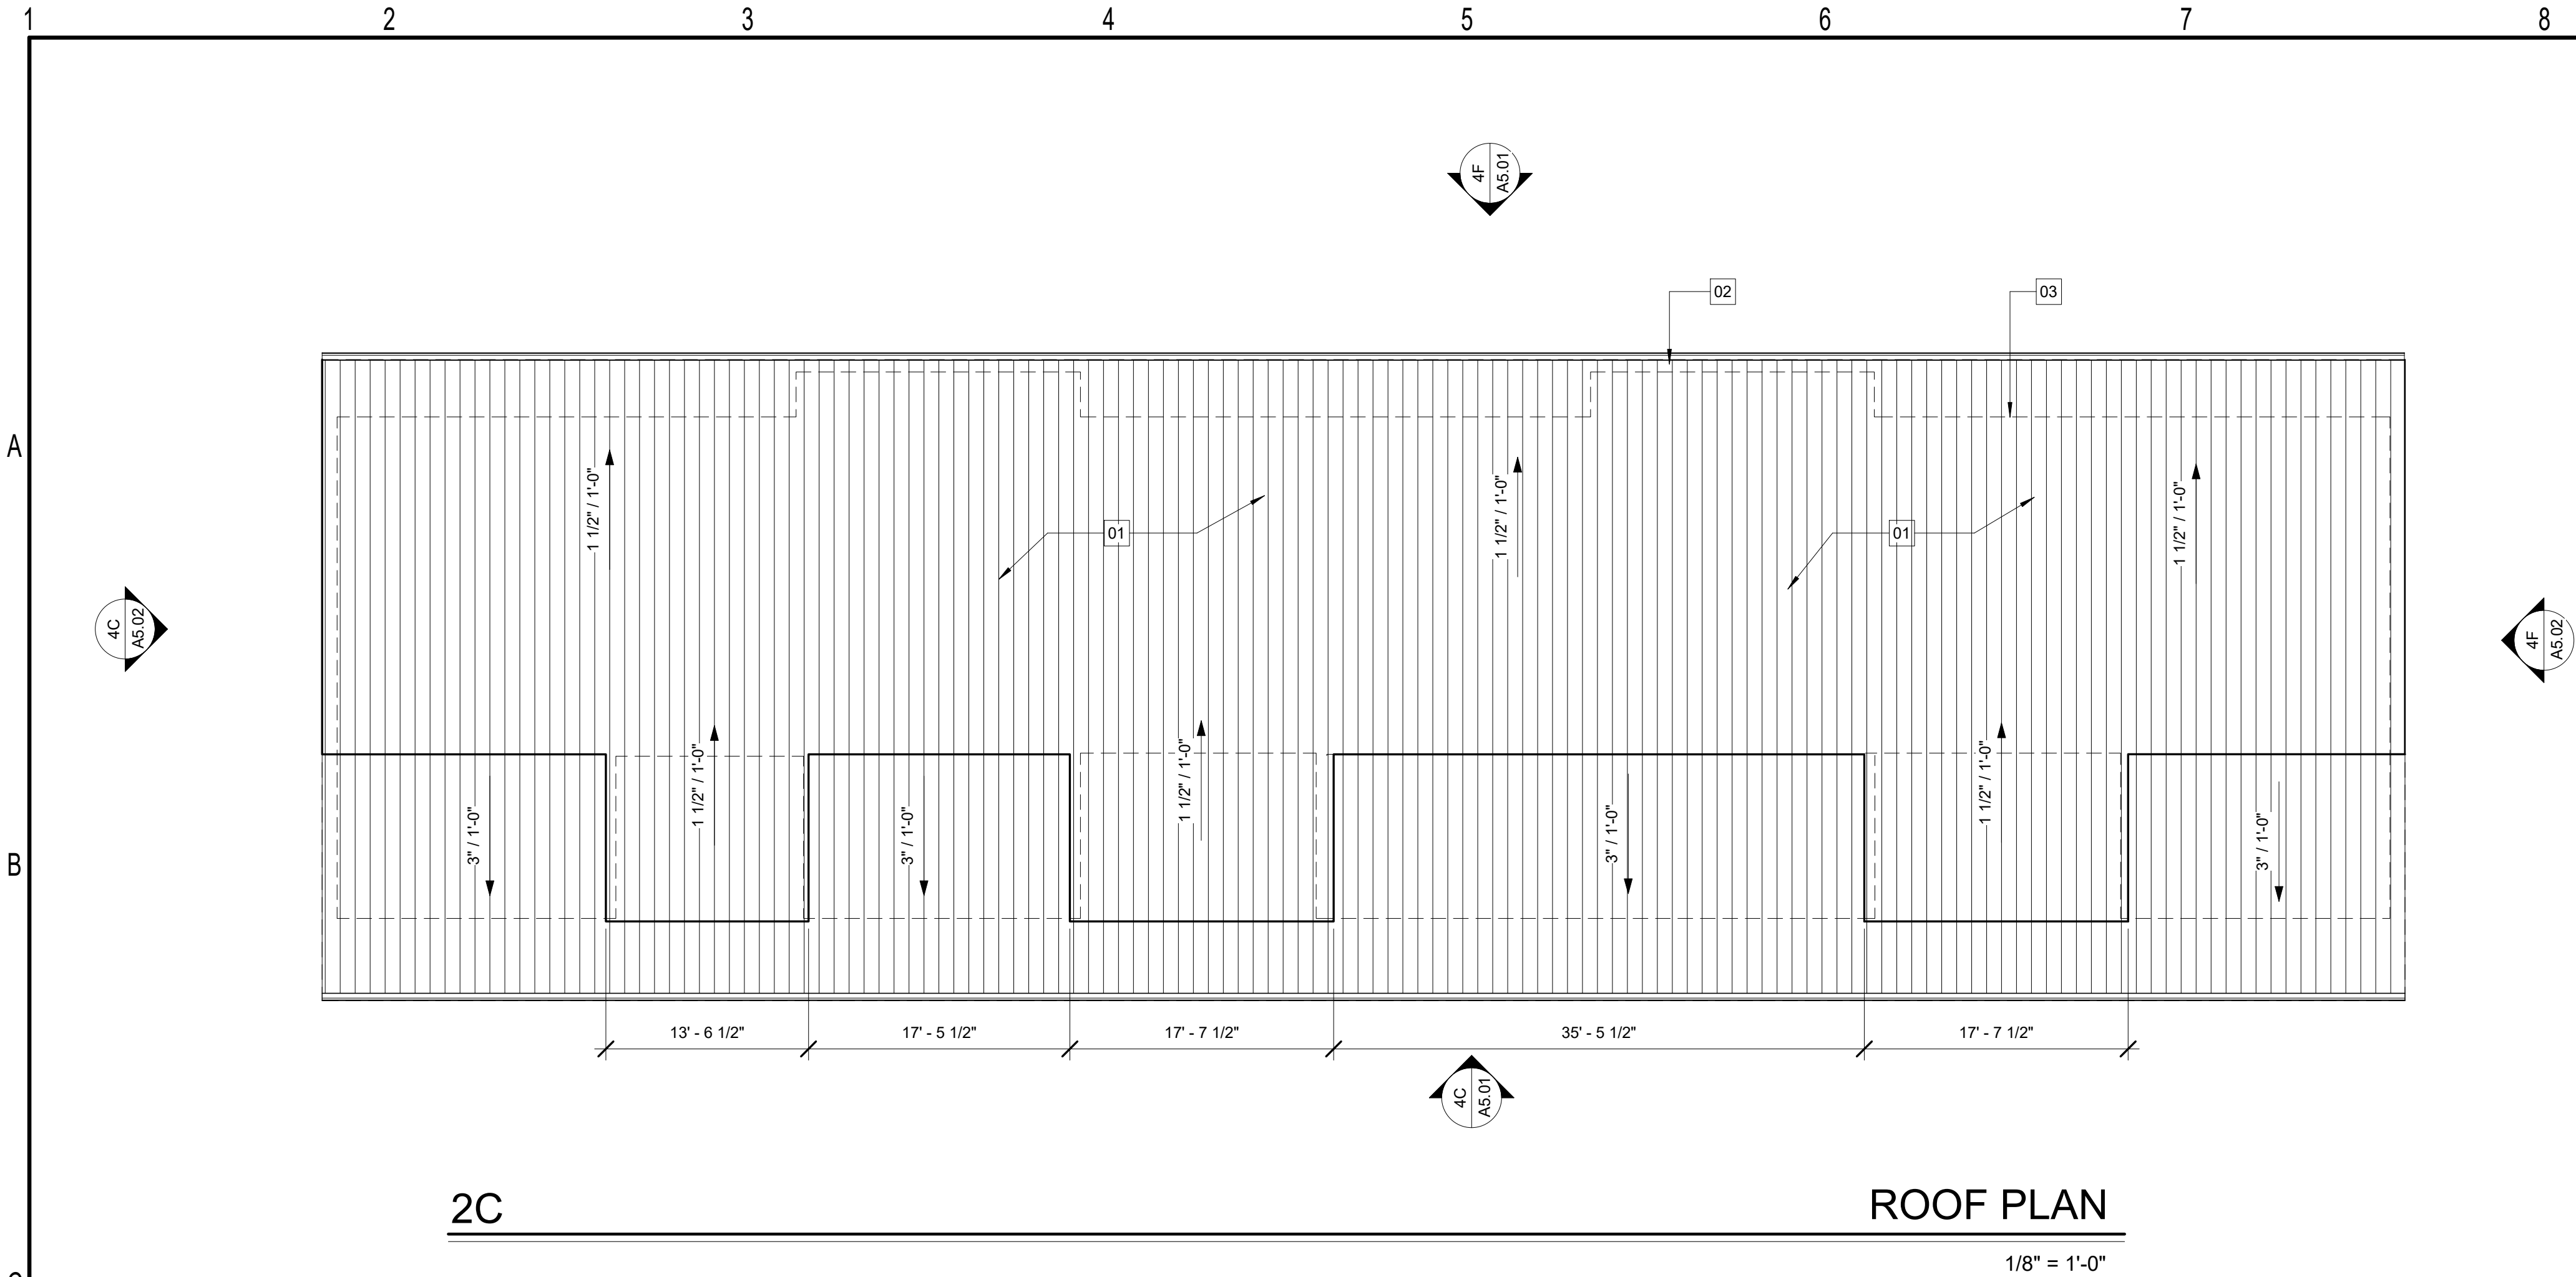 1 2 3 4 5 6 7 8
4F
A5.01
02 03
A
1 1/2" / 1'-0"
1 1/2" / 1'-0"
1 1/2" / 1'-0"
01 01
4C
A5.02
4F
A5.02
B
3" / 1'-0"
1 1/2" / 1'-0"
3" / 1'-0"
1 1/2" / 1'-0"
3" / 1'-0"
1 1/2" / 1'-0"
3" / 1'-0"
13' - 6 1/2" 17' - 5 1/2" 17' - 7 1/2" 35' - 5 1/2" 17' - 7 1/2"
4C
A5.01
2C ROOF PLAN
1/8" = 1'-0"